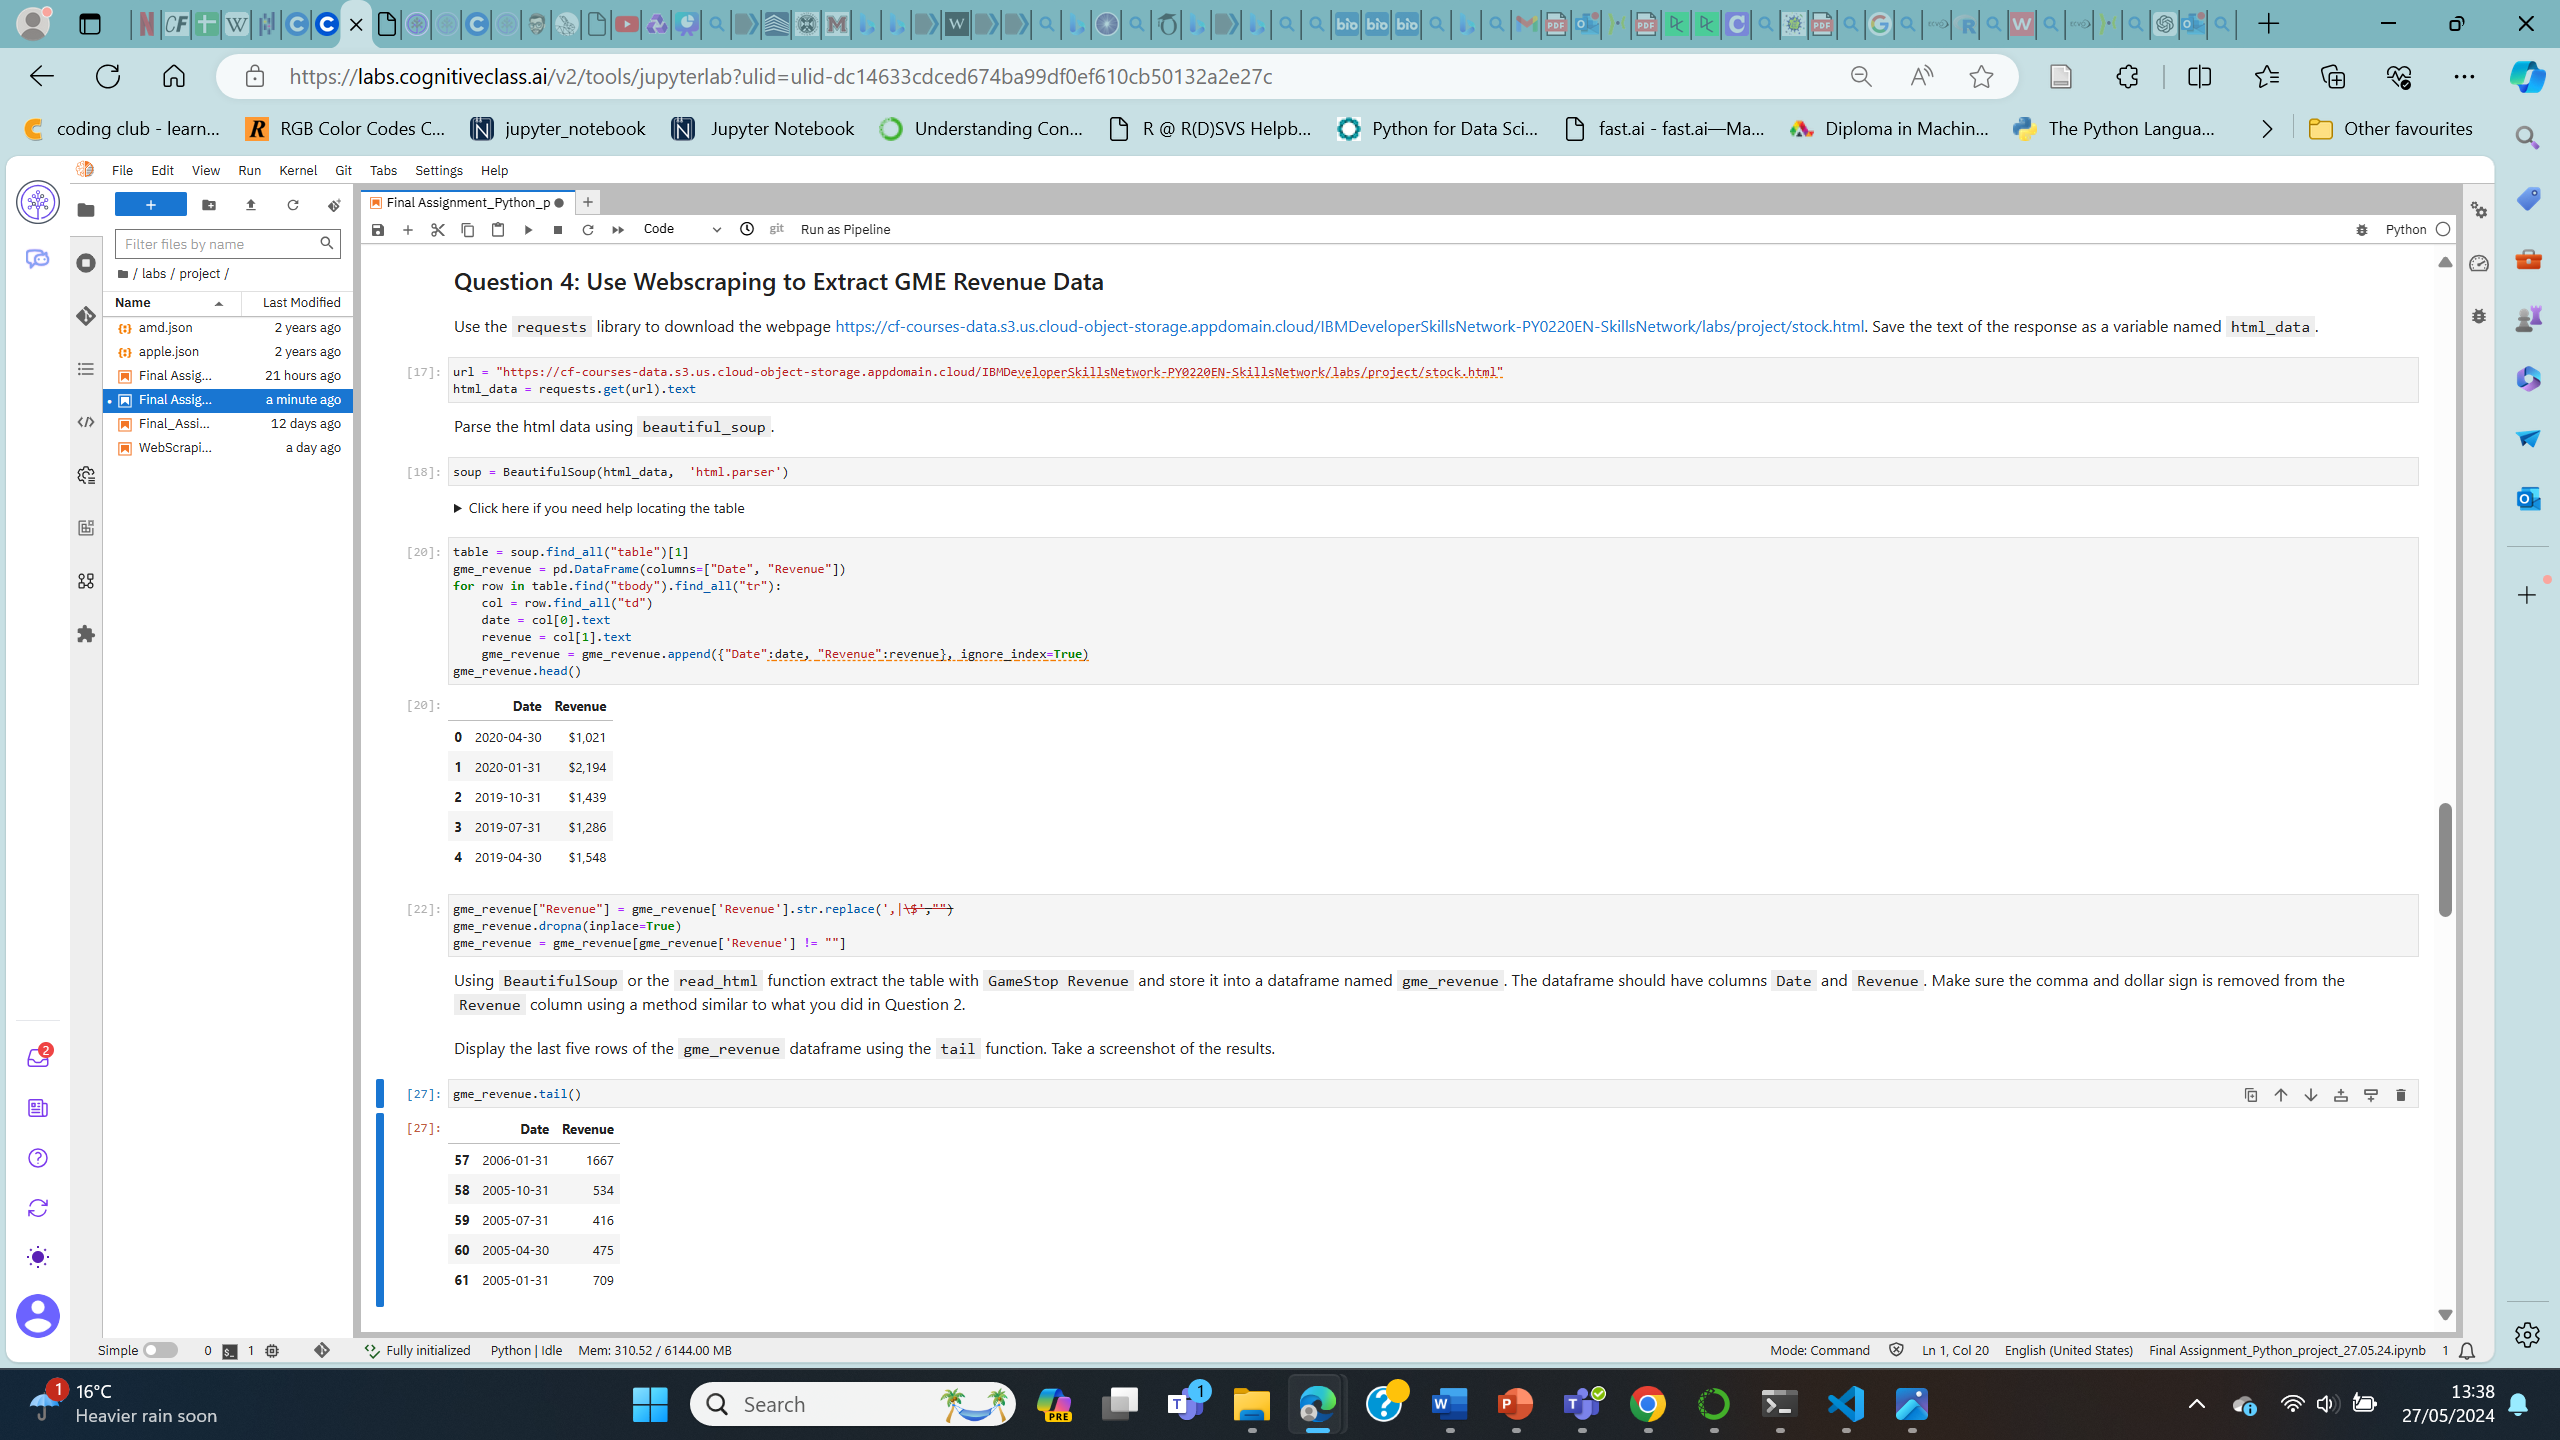 https://labs.cognitiveclass.ai/v2/tools/jupyterlab?ulid=ulid-dc14633cdced674ba99df0ef610cb50132a2e27c
coding club - learn... RGB Color Codes C... jupyter_notebook Jupyter Notebook Understanding Con... R @ R(D)SVS Helpb... Python for Data Sci... fast.ai - fast.ai—Ma... Diploma in Machin... The Python Langua... Other favourites
File Edit View Run Kernel Git Tabs Settings Help
Final Assignment_Python_p
Filter files by name
Code git Run as Pipeline Python
/ labs / project /
Name Last Modified
amd.json 2 years ago
apple.json 2 years ago
Final Assig... 21 hours ago
Final Assig... a minute ago
Final_Assi... 12 days ago
WebScrapi... a day ago
Question 4: Use Webscraping to Extract GME Revenue Data
Use the requests library to download the webpage https://cf-courses-data.s3.us.cloud-object-storage.appdomain.cloud/IBMDeveloperSkillsNetwork-PY0220EN-SkillsNetwork/labs/project/stock.html. Save the text of the response as a variable named html_data.
[17]: url = "https://cf-courses-data.s3.us.cloud-object-storage.appdomain.cloud/IBMDeveloperSkillsNetwork-PY0220EN-SkillsNetwork/labs/project/stock.html"
html_data = requests.get(url).text
Parse the html data using beautiful_soup.
[18]: soup = BeautifulSoup(html_data, 'html.parser')
Click here if you need help locating the table
[20]: table = soup.find_all("table")[1]
gme_revenue = pd.DataFrame(columns=["Date", "Revenue"])
for row in table.find("tbody").find_all("tr"):
col = row.find_all("td")
date = col[0].text
revenue = col[1].text
gme_revenue = gme_revenue.append({"Date":date, "Revenue":revenue}, ignore_index=True)
gme_revenue.head()
[20]: Date Revenue
0 2020-04-30 $1,021
1 2020-01-31 $2,194
2 2019-10-31 $1,439
3 2019-07-31 $1,286
4 2019-04-30 $1,548
[22]: gme_revenue["Revenue"] = gme_revenue['Revenue'].str.replace(',|\$',"")
gme_revenue.dropna(inplace=True)
gme_revenue = gme_revenue[gme_revenue['Revenue'] != ""]
Using BeautifulSoup or the read_html function extract the table with GameStop Revenue and store it into a dataframe named gme_revenue. The dataframe should have columns Date and Revenue. Make sure the comma and dollar sign is removed from the
Revenue column using a method similar to what you did in Question 2.
Display the last five rows of the gme_revenue dataframe using the tail function. Take a screenshot of the results.
[27]: gme_revenue.tail()
[27]: Date Revenue
57 2006-01-31 1667
58 2005-10-31 534
59 2005-07-31 416
60 2005-04-30 475
61 2005-01-31 709
2
Simple 0 1 Fully initialized Python | Idle Mem: 310.52 / 6144.00 MB Mode: Command Ln 1, Col 20 English (United States) Final Assignment_Python_project_27.05.24.ipynb 1
1 16°C
Heavier rain soon
Search
PRE
1
13:38
27/05/2024